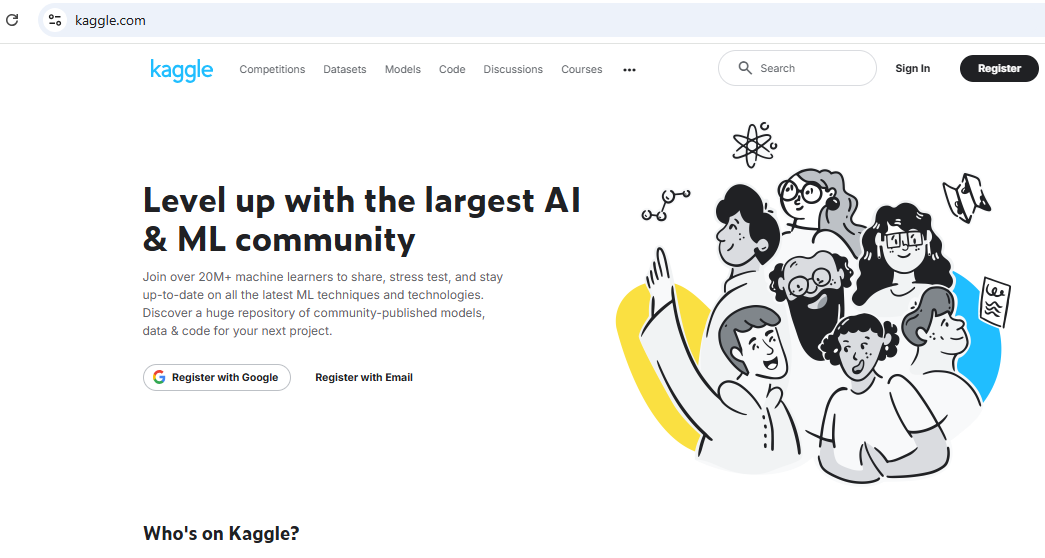 kaggle.com
kaggle
Competitions Datasets Models Code Discussions Courses
Search
Sign In
Register
Level up with the largest AI
& ML community
Join over 20M+ machine learners to share, stress test, and stay
up-to-date on all the latest ML techniques and technologies.
Discover a huge repository of community-published models,
data & code for your next project.
Register with Google
Register with Email
Who's on Kaggle?